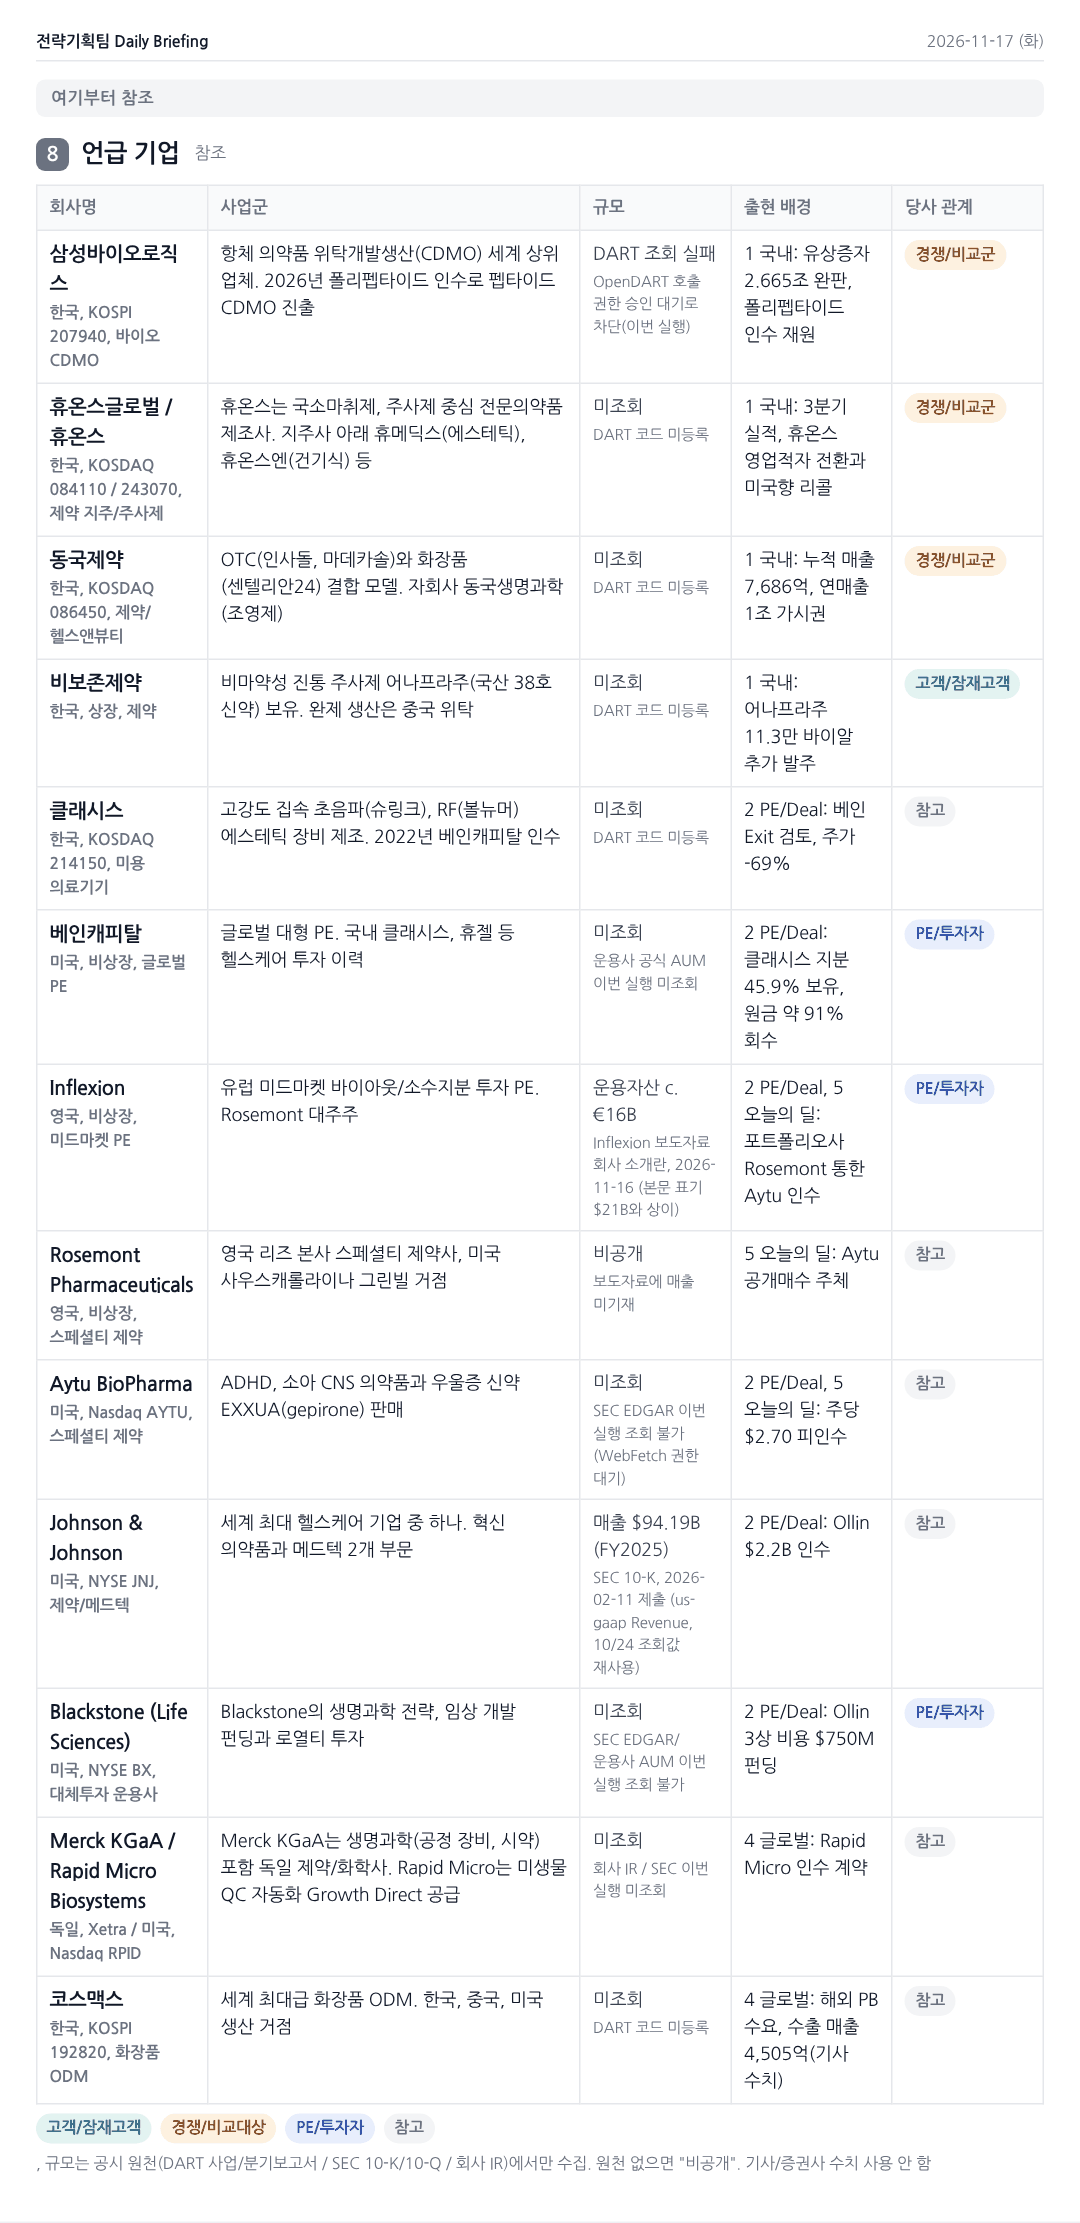 전략기획팀 Daily Briefing
2026-11-17 (화)
여기부터 참조
8 언급 기업 참조
회사명
사업군
규모
출현 배경
당사 관계
삼성바이오로직
스
한국, KOSPI
207940, 바이오
CDMO
항체 의약품 위탁개발생산(CDMO) 세계 상위
업체. 2026년 폴리펩타이드 인수로 펩타이드
CDMO 진출
DART 조회 실패
OpenDART 호출
권한 승인 대기로
차단(이번 실행)
1 국내: 유상증자
2.665조 완판,
폴리펩타이드
인수 재원
경쟁/비교군
휴온스글로벌 /
휴온스
한국, KOSDAQ
084110 / 243070,
제약 지주/주사제
휴온스는 국소마취제, 주사제 중심 전문의약품
제조사. 지주사 아래 휴메딕스(에스테틱),
휴온스엔(건기식) 등
미조회
DART 코드 미등록
1 국내: 3분기
실적, 휴온스
영업적자 전환과
미국향 리콜
경쟁/비교군
동국제약
한국, KOSDAQ
086450, 제약/
헬스앤뷰티
OTC(인사돌, 마데카솔)와 화장품
(센텔리안24) 결합 모델. 자회사 동국생명과학
(조영제)
미조회
DART 코드 미등록
1 국내: 누적 매출
7,686억, 연매출
1조 가시권
경쟁/비교군
비보존제약
한국, 상장, 제약
비마약성 진통 주사제 어나프라주(국산 38호
신약) 보유. 완제 생산은 중국 위탁
미조회
DART 코드 미등록
1 국내:
어나프라주
11.3만 바이알
추가 발주
고객/잠재고객
클래시스
한국, KOSDAQ
214150, 미용
의료기기
고강도 집속 초음파(슈링크), RF(볼뉴머)
에스테틱 장비 제조. 2022년 베인캐피탈 인수
미조회
DART 코드 미등록
2 PE/Deal: 베인
Exit 검토, 주가
-69%
참고
베인캐피탈
미국, 비상장, 글로벌
PE
글로벌 대형 PE. 국내 클래시스, 휴젤 등
헬스케어 투자 이력
미조회
운용사 공식 AUM
이번 실행 미조회
2 PE/Deal:
클래시스 지분
45.9% 보유,
원금 약 91%
회수
PE/투자자
Inflexion
영국, 비상장,
미드마켓 PE
유럽 미드마켓 바이아웃/소수지분 투자 PE.
Rosemont 대주주
운용자산 c.
€16B
Inflexion 보도자료
회사 소개란, 2026-
11-16 (본문 표기
$21B와 상이)
2 PE/Deal, 5
오늘의 딜:
포트폴리오사
Rosemont 통한
Aytu 인수
PE/투자자
Rosemont
Pharmaceuticals
영국, 비상장,
스페셜티 제약
영국 리즈 본사 스페셜티 제약사, 미국
사우스캐롤라이나 그린빌 거점
비공개
보도자료에 매출
미기재
5 오늘의 딜: Aytu
공개매수 주체
참고
Aytu BioPharma
미국, Nasdaq AYTU,
스페셜티 제약
ADHD, 소아 CNS 의약품과 우울증 신약
EXXUA(gepirone) 판매
미조회
SEC EDGAR 이번
실행 조회 불가
(WebFetch 권한
대기)
2 PE/Deal, 5
오늘의 딜: 주당
$2.70 피인수
참고
Johnson &
Johnson
미국, NYSE JNJ,
제약/메드텍
세계 최대 헬스케어 기업 중 하나. 혁신
의약품과 메드텍 2개 부문
매출 $94.19B
(FY2025)
SEC 10-K, 2026-
02-11 제출 (us-
gaap Revenue,
10/24 조회값
재사용)
2 PE/Deal: Ollin
$2.2B 인수
참고
Blackstone (Life
Sciences)
미국, NYSE BX,
대체투자 운용사
Blackstone의 생명과학 전략, 임상 개발
펀딩과 로열티 투자
미조회
SEC EDGAR/
운용사 AUM 이번
실행 조회 불가
2 PE/Deal: Ollin
3상 비용 $750M
펀딩
PE/투자자
Merck KGaA /
Rapid Micro
Biosystems
독일, Xetra / 미국,
Nasdaq RPID
Merck KGaA는 생명과학(공정 장비, 시약)
포함 독일 제약/화학사. Rapid Micro는 미생물
QC 자동화 Growth Direct 공급
미조회
회사 IR / SEC 이번
실행 미조회
4 글로벌: Rapid
Micro 인수 계약
참고
코스맥스
한국, KOSPI
192820, 화장품
ODM
세계 최대급 화장품 ODM. 한국, 중국, 미국
생산 거점
미조회
DART 코드 미등록
4 글로벌: 해외 PB
수요, 수출 매출
4,505억(기사
수치)
참고
고객/잠재고객 경쟁/비교대상 PE/투자자 참고
, 규모는 공시 원천(DART 사업/분기보고서 / SEC 10-K/10-Q / 회사 IR)에서만 수집. 원천 없으면 "비공개". 기사/증권사 수치 사용 안 함